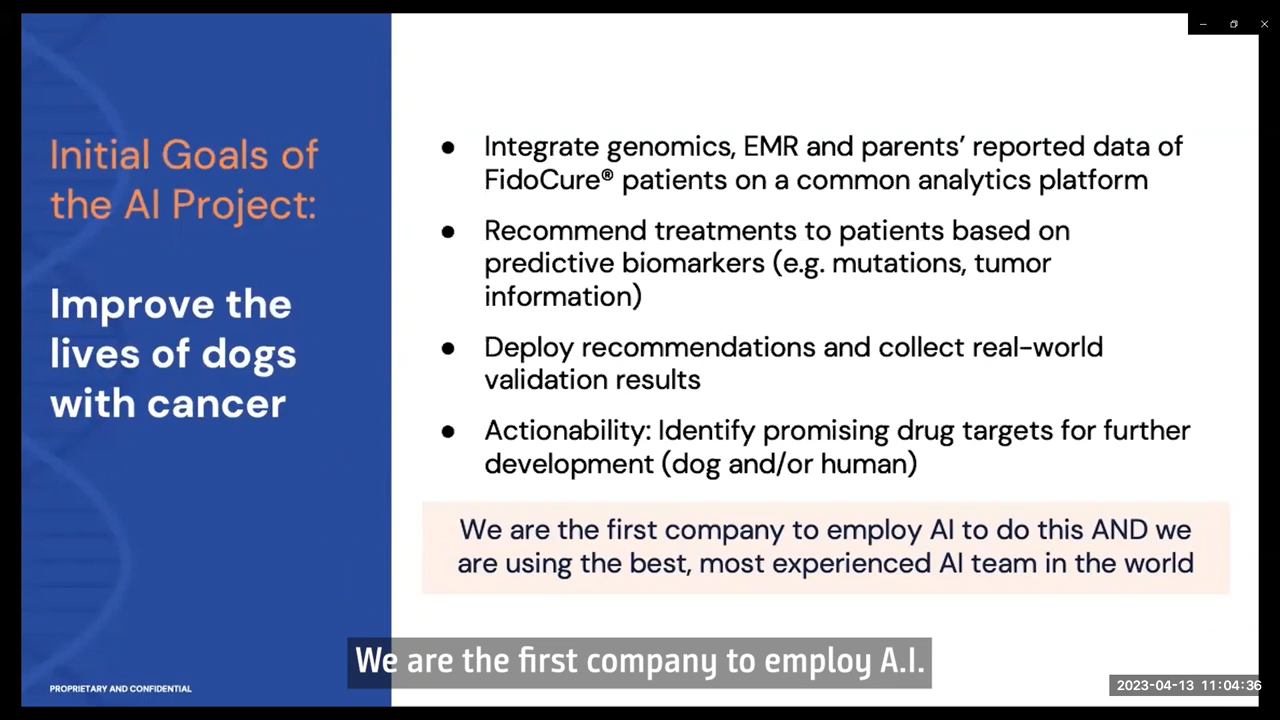 Initial Goals of
the AI Project:
Improve the
lives of dogs
with cancer
● Integrate genomics, EMR and parents’ reported data of
FidoCure® patients on a common analytics platform
● Recommend treatments to patients based on
predictive biomarkers (e.g. mutations, tumor
information)
● Deploy recommendations and collect real-world
validation results
● Actionability: Identify promising drug targets for further
development (dog and/or human)
We are the first company to employ AI to do this AND we
are using the best, most experienced AI team in the world
We are the first company to employ A.I.
PROPRIETARY AND CONFIDENTIAL
2023-04-13 11:04:36